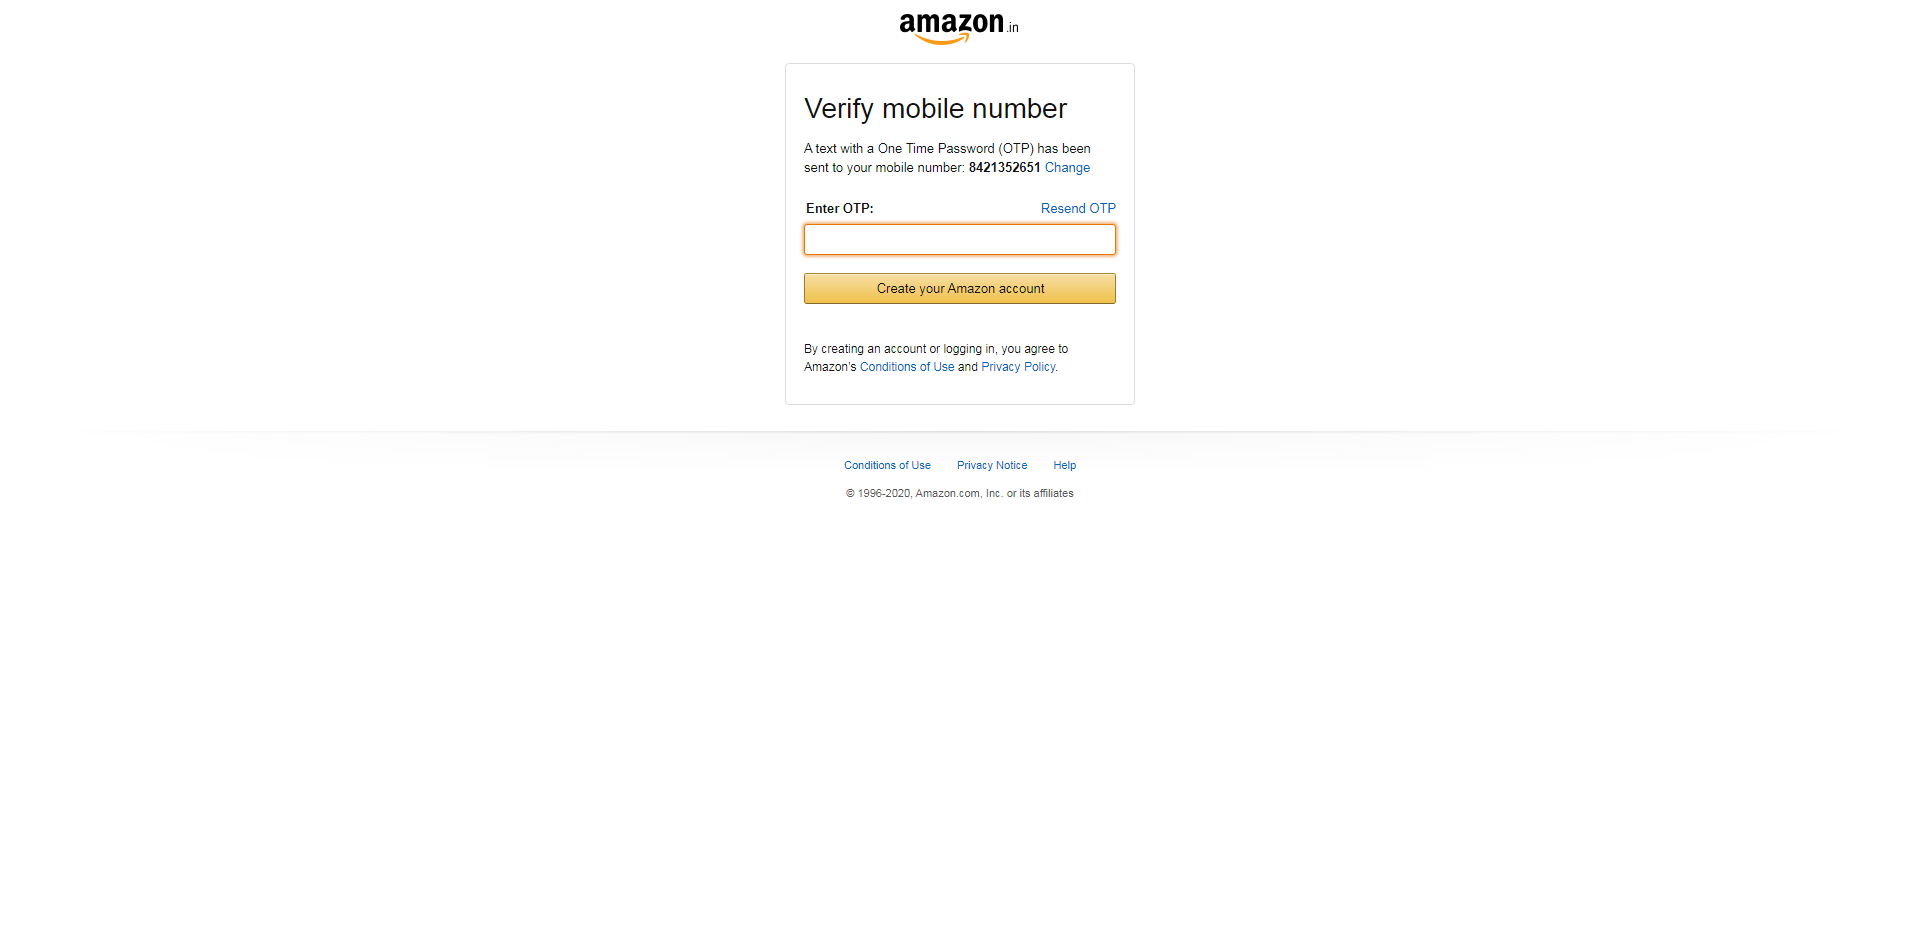 amazon.in
Verify mobile number
A text with a One Time Password (OTP) has been
sent to your mobile number: 8421352651 Change
Enter OTP: Resend OTP
Create your Amazon account
By creating an account or logging in, you agree to
Amazon's Conditions of Use and Privacy Policy.
Conditions of Use Privacy Notice Help
© 1996-2020, Amazon.com, Inc. or its affiliates